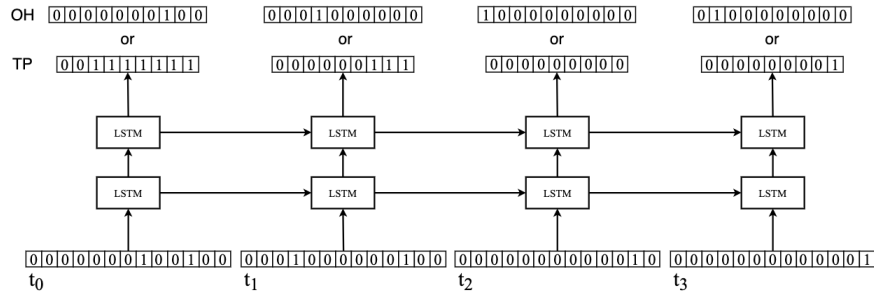 OH 0 0 0 0 0 0 0 0 1 0 0   0 0 0 1 0 0 0 0 0 0 0   1 0 0 0 0 0 0 0 0 0 0   0 1 0 0 0 0 0 0 0 0 0
or or or or
TP 0 0 1 1 1 1 1 1 1 1   0 0 0 0 0 0 0 1 1 1   0 0 0 0 0 0 0 0 0 0   0 0 0 0 0 0 0 0 0 1
LSTM LSTM LSTM LSTM
LSTM LSTM LSTM LSTM
0 0 0 0 0 0 0 0 1 0 0 1 0 0   0 0 0 1 0 0 0 0 0 0 0 1 0 0   0 0 0 0 0 0 0 0 0 0 0 0 1 0   0 0 0 0 0 0 0 0 0 0 0 0 0 1
t0 t1 t2 t3